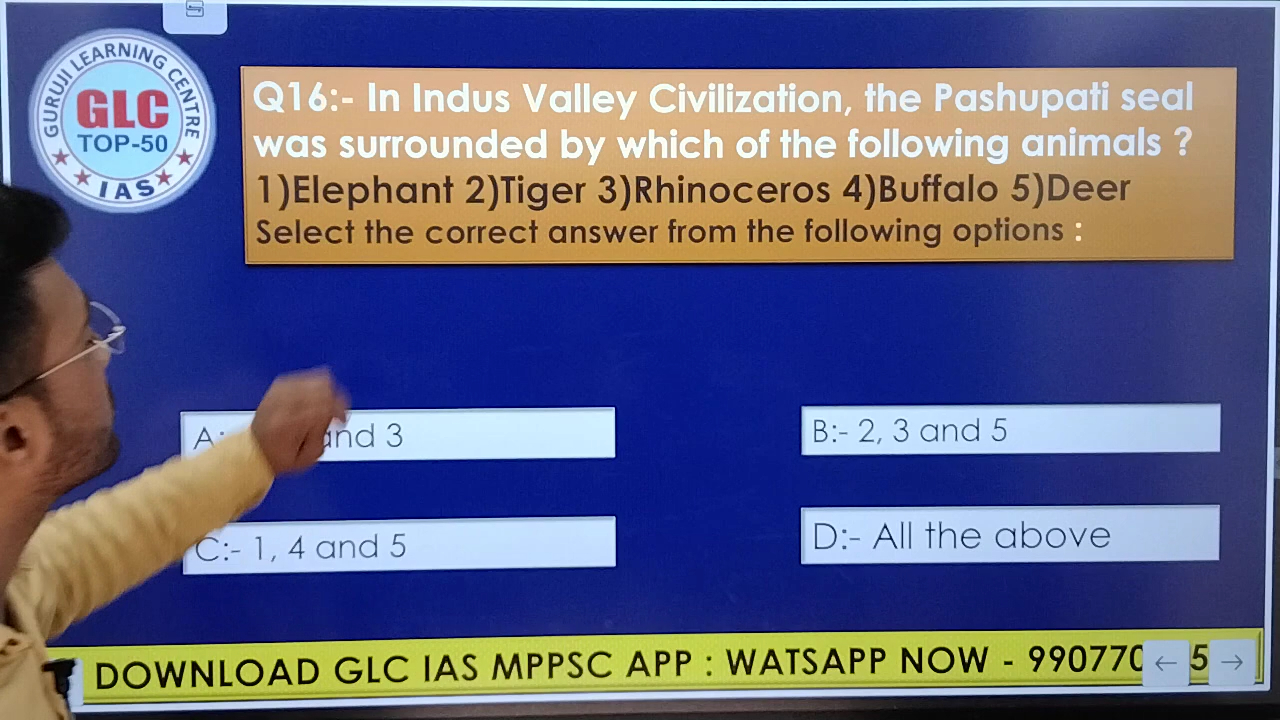 GURUJI LEARNING CENTRE
GLC
TOP-50
IAS
Q16:- In Indus Valley Civilization, the Pashupati seal
was surrounded by which of the following animals ?
1)Elephant 2)Tiger 3)Rhinoceros 4)Buffalo 5)Deer
Select the correct answer from the following options :
A: and 3
B:- 2, 3 and 5
C:- 1, 4 and 5
D:- All the above
DOWNLOAD GLC IAS MPPSC APP : WATSAPP NOW - 990770 5